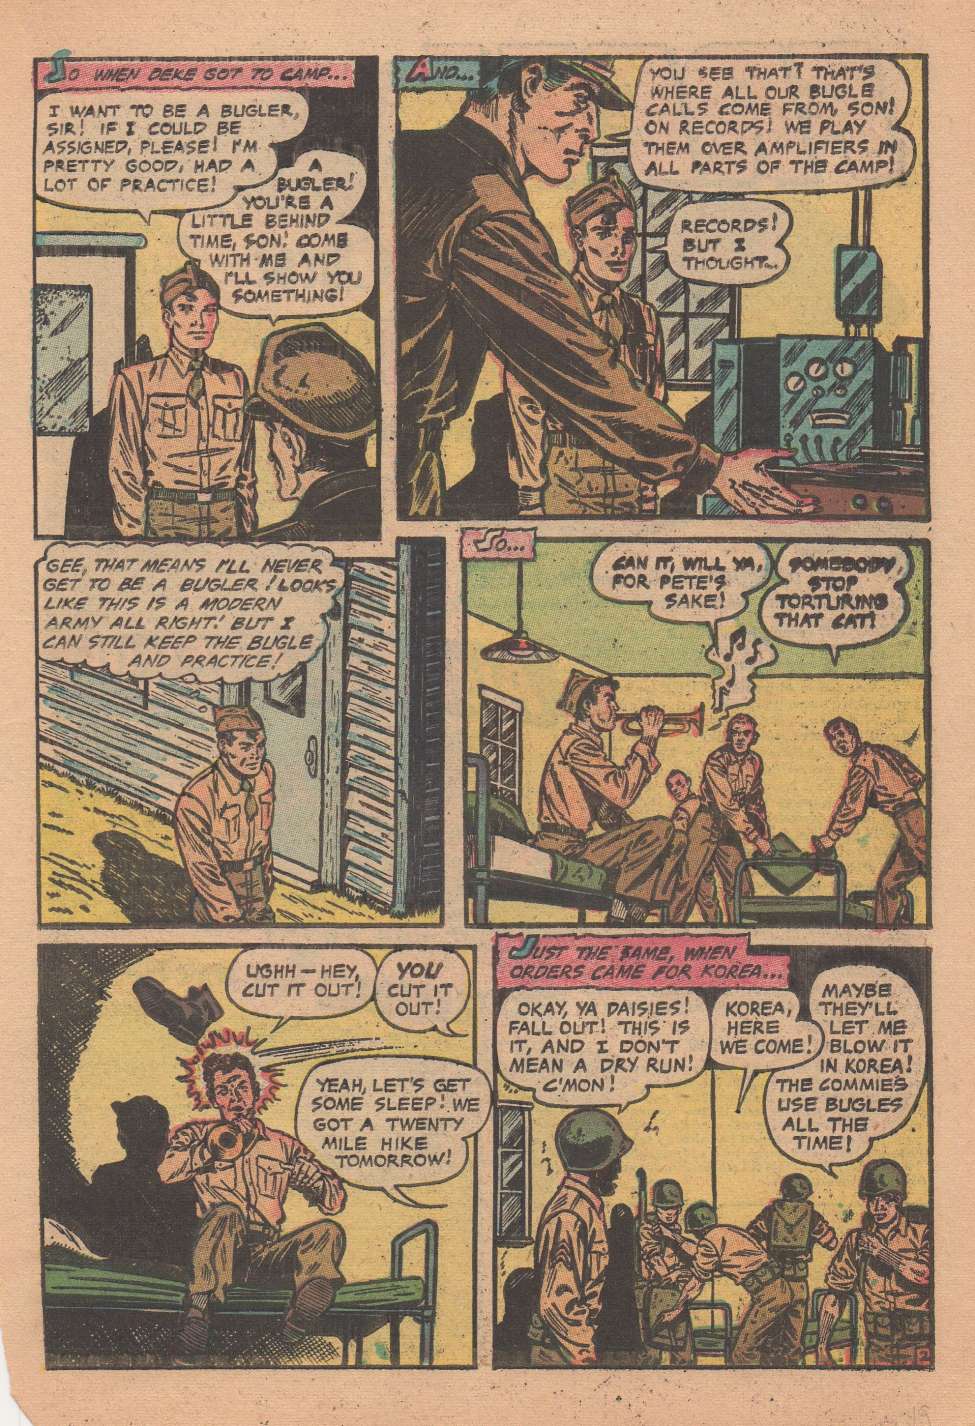 SO WHEN DEKE GOT TO CAMP...
I WANT TO BE A BUGLER,
SIR! IF I COULD BE
ASSIGNED, PLEASE! I'M
PRETTY GOOD, HAD A
LOT OF PRACTICE!
A
BUGLER!
YOU'RE A
LITTLE BEHIND
TIME, SON! COME
WITH ME AND
I'LL SHOW YOU
SOMETHING!
AND...
YOU SEE THAT? THAT'S
WHERE ALL OUR BUGLE
CALLS COME FROM, SON!
ON RECORDS! WE PLAY
THEM OVER AMPLIFIERS IN
ALL PARTS OF THE CAMP!
RECORDS!
BUT I
THOUGHT...
GEE, THAT MEANS I'LL NEVER
GET TO BE A BUGLER! LOOKS
LIKE THIS IS A MODERN
ARMY ALL RIGHT! BUT I
CAN STILL KEEP THE BUGLE
AND PRACTICE!
SO...
CAN IT, WILL YA,
FOR PETE'S
SAKE!
SOMEBODY,
STOP
TORTURING
THAT CAT!
UGHH — HEY,
CUT IT OUT!
YOU
CUT IT
OUT!
YEAH, LET'S GET
SOME SLEEP! WE
GOT A TWENTY
MILE HIKE
TOMORROW!
JUST THE SAME, WHEN
ORDERS CAME FOR KOREA...
OKAY, YA DAISIES!
FALL OUT! THIS IS
IT, AND I DON'T
MEAN A DRY RUN!
C'MON!
KOREA,
HERE
WE COME!
MAYBE
THEY'LL
LET ME
BLOW IT
IN KOREA!
THE COMMIES
USE BUGLES
ALL THE
TIME!